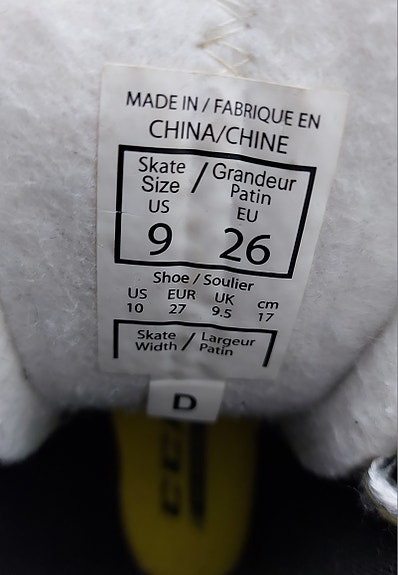 MADE IN / FABRIQUE EN
CHINA/CHINE
Skate / Grandeur
Size Patin
US EU
9 26
Shoe / Soulier
US EUR UK cm
10 27 9.5 17
Skate / Largeur
Width Patin
D
CCM